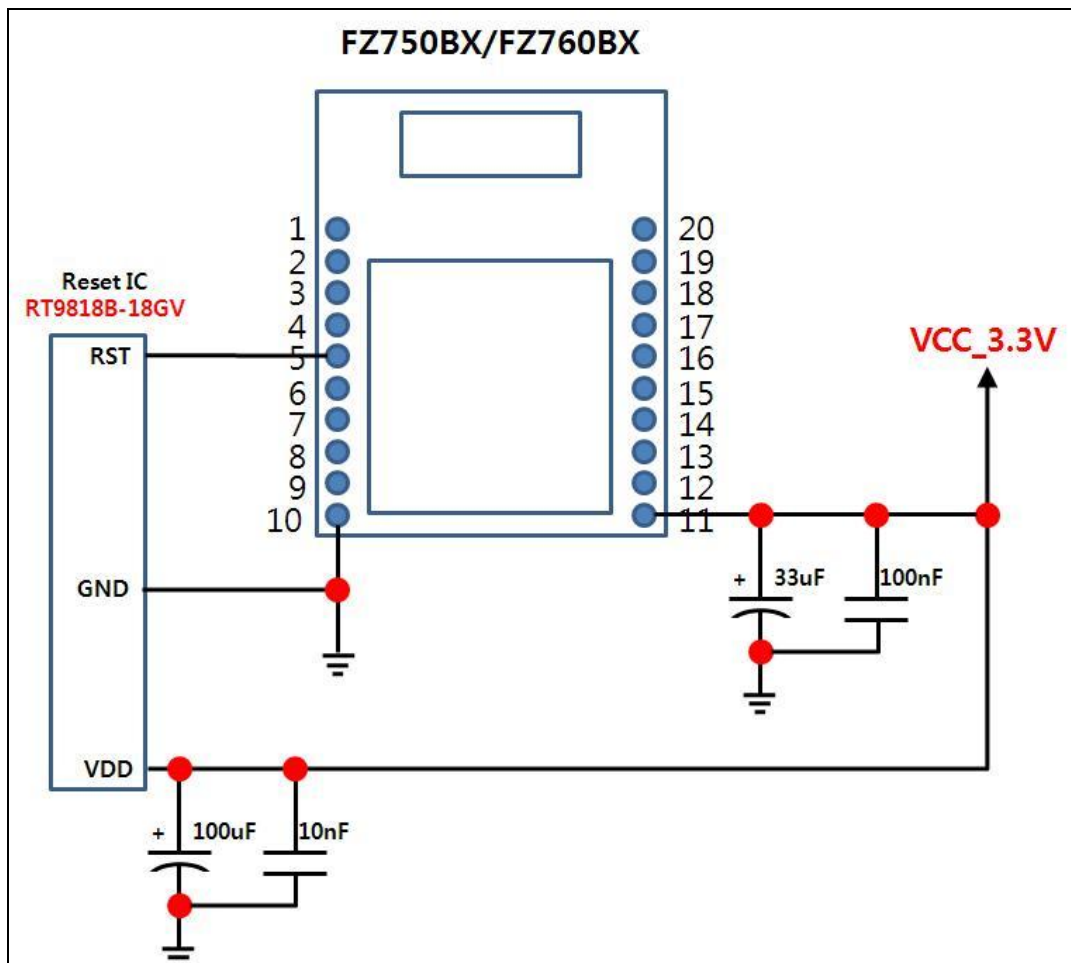 FZ750BX/FZ760BX
1
2
3
4
5
6
7
8
9
10
20
19
18
17
16
15
14
13
12
11
Reset IC
RT9818B-18GV
RST
GND
VDD
VCC_3.3V
+ 33uF
100nF
+ 100uF
10nF